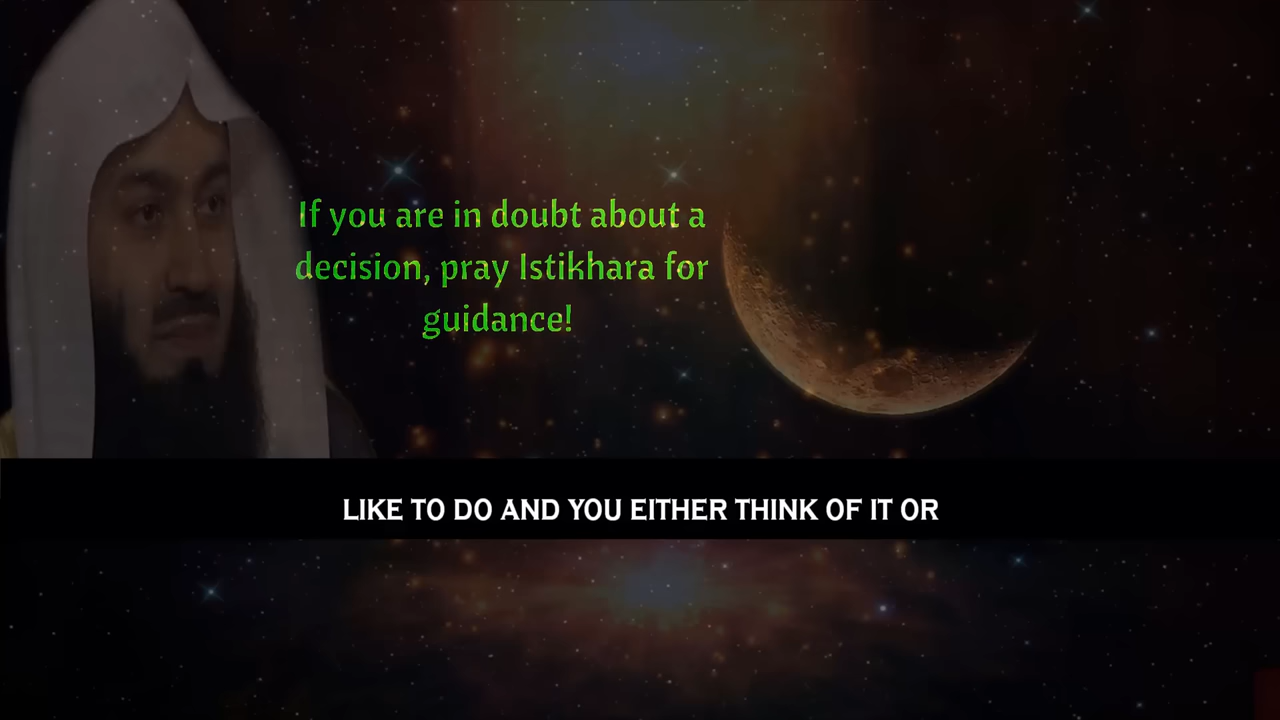 If you are in doubt about a
decision, pray Istikhara for
guidance!
LIKE TO DO AND YOU EITHER THINK OF IT OR